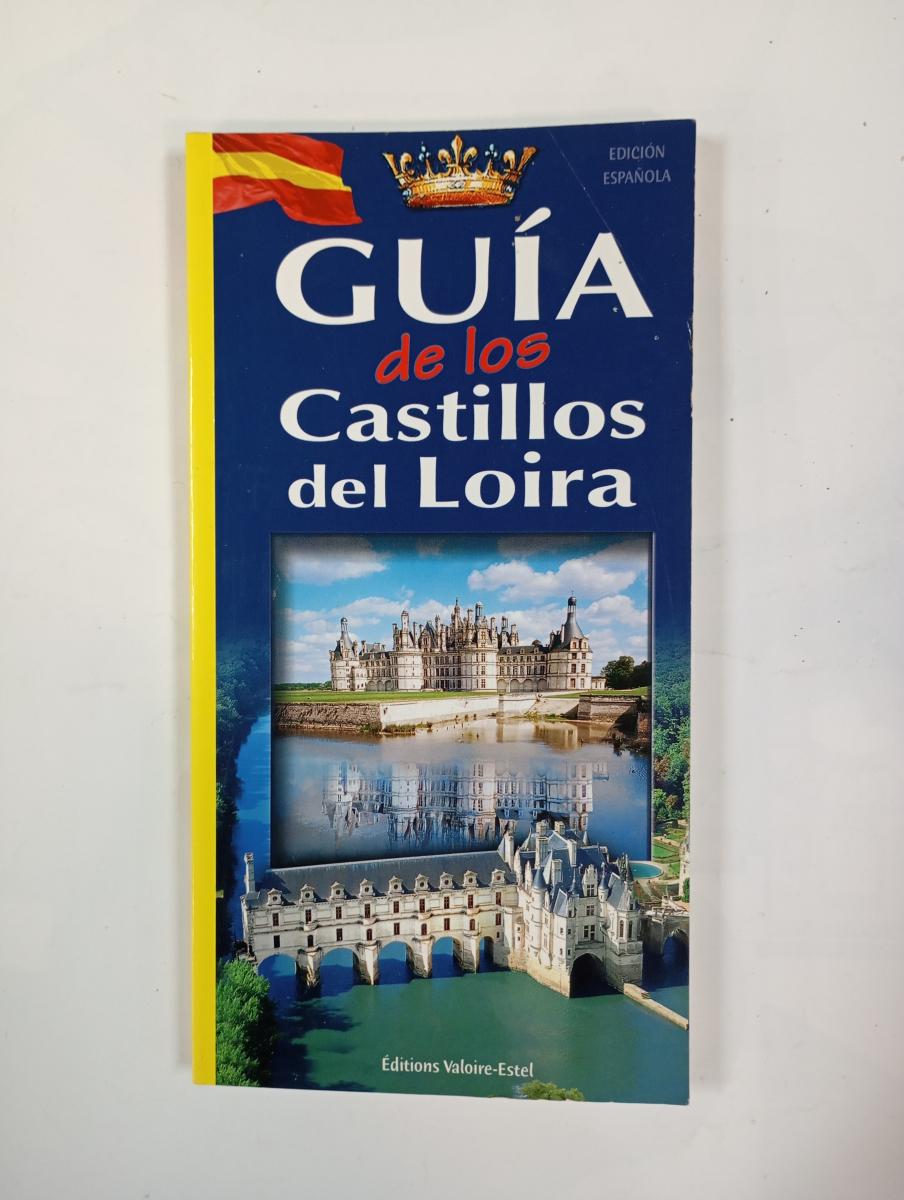 EDICIÓN
ESPAÑOLA
GUÍA
de los
Castillos
del Loira
Éditions Valoire-Estel